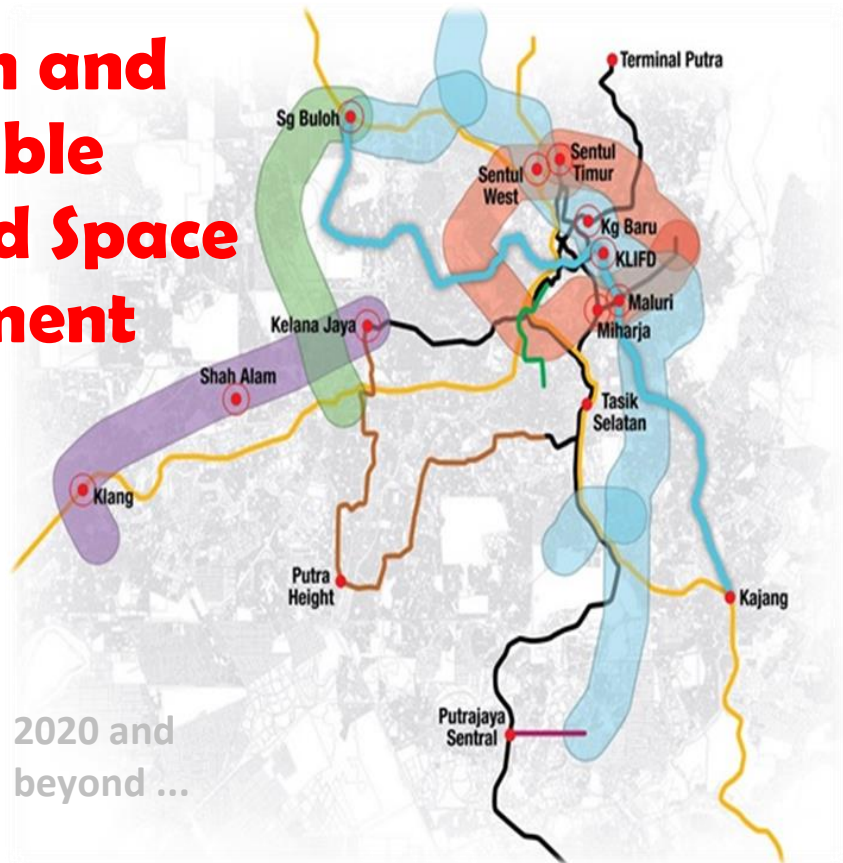 n and
ble
d Space
nent
Terminal Putra
Sg Buloh
Sentul
Timur
Sentul
West
Kg Baru
KLIFD
Maluri
Miharja
Kelana Jaya
Shah Alam
Tasik
Selatan
Klang
Putra
Height
Kajang
Putrajaya
Sentral
2020 and
beyond ...